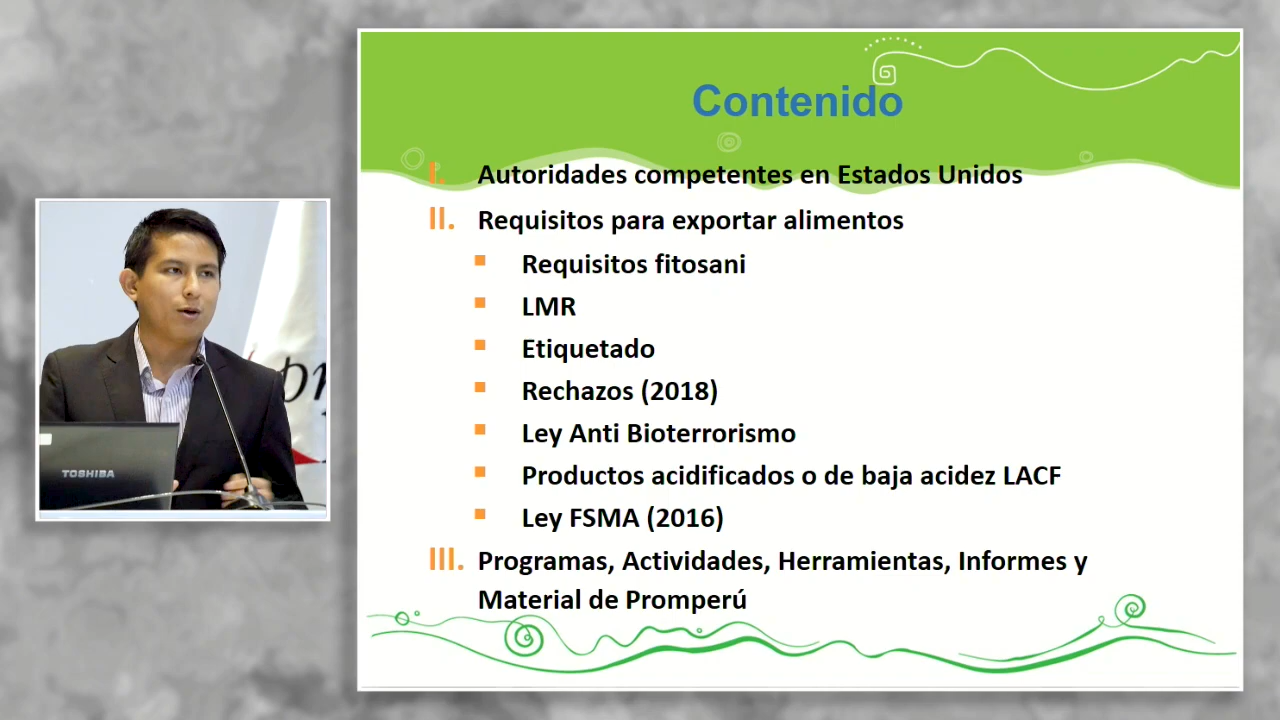 Contenido
I. Autoridades competentes en Estados Unidos
II. Requisitos para exportar alimentos
Requisitos fitosani
LMR
Etiquetado
Rechazos (2018)
Ley Anti Bioterrorismo
Productos acidificados o de baja acidez LACF
Ley FSMA (2016)
III. Programas, Actividades, Herramientas, Informes y
Material de Promperú
TOSHIBA